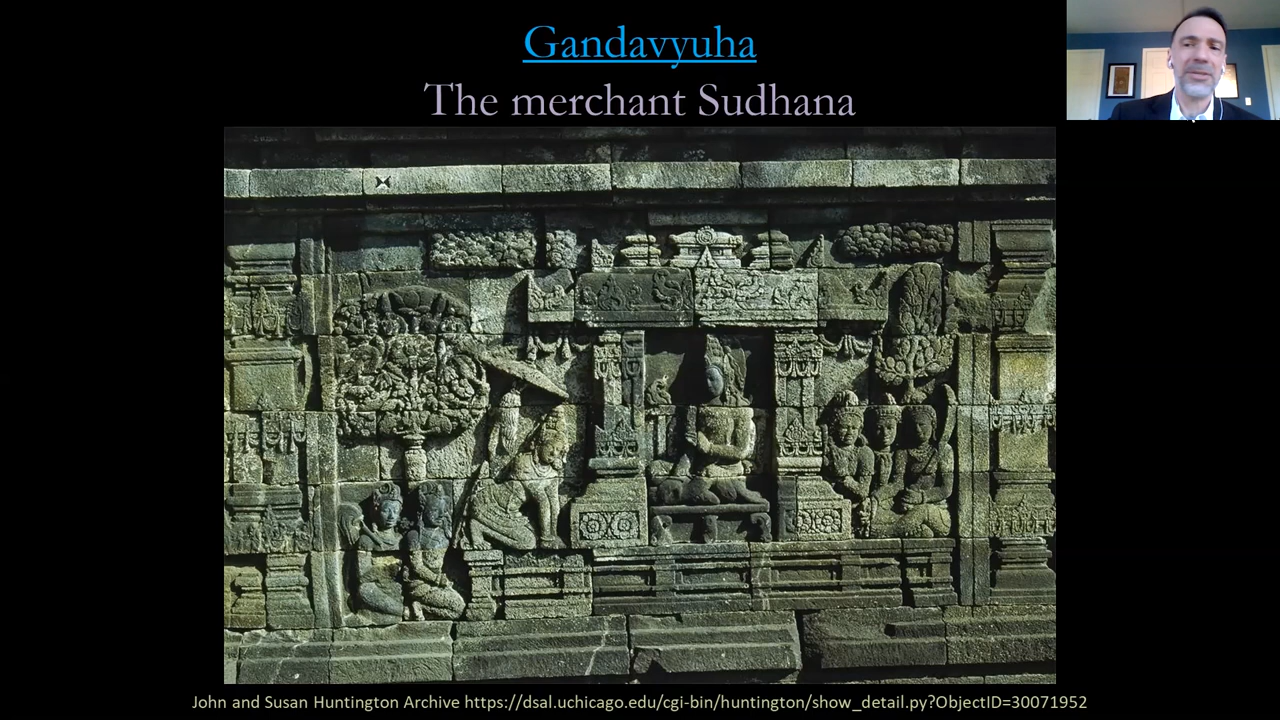 Gandavyuha
The merchant Sudhana
John and Susan Huntington Archive https://dsal.uchicago.edu/cgi-bin/huntington/show_detail.py?ObjectID=30071952